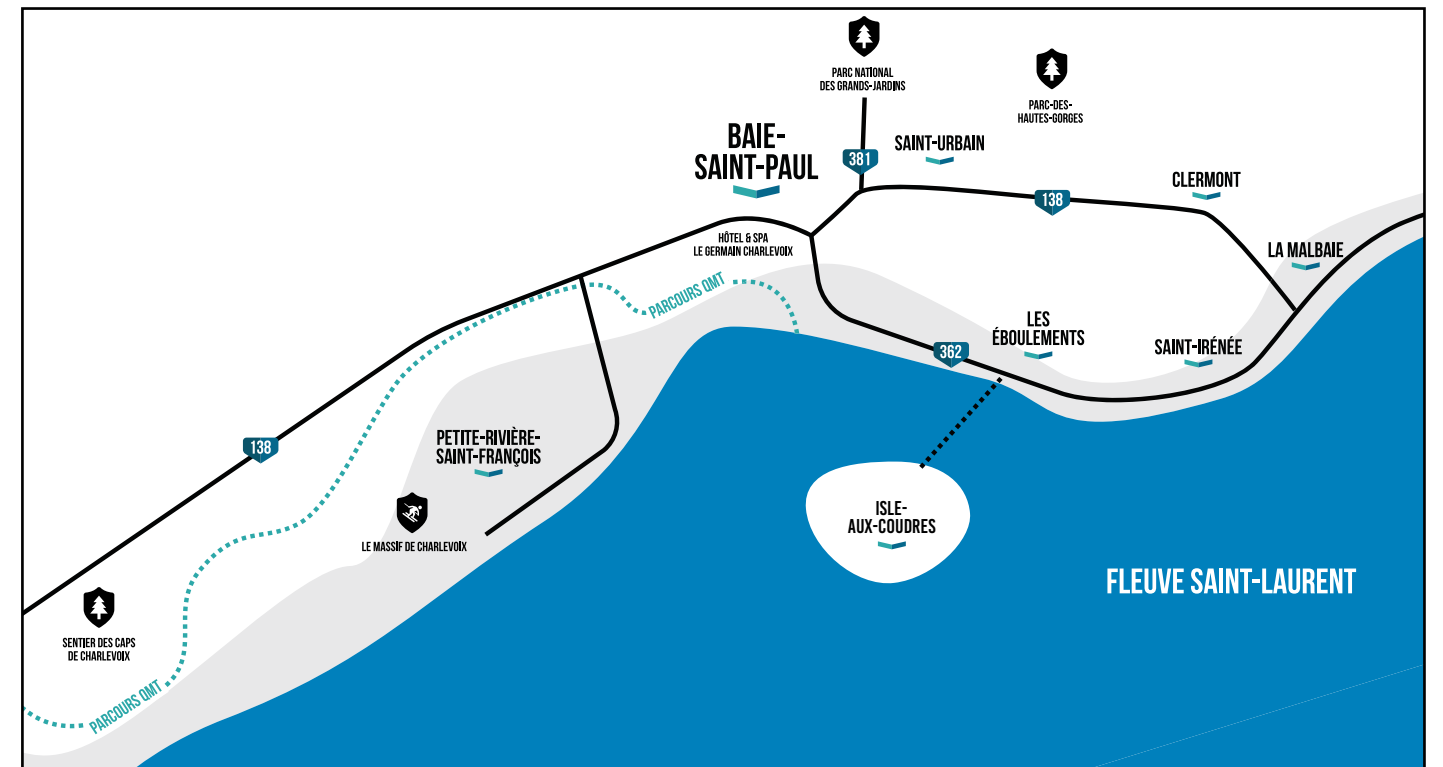 PARC NATIONAL
DES GRANDS-JARDINS
PARC-DES-
HAUTES-GORGES
BAIE-
SAINT-PAUL
381
SAINT-URBAIN
138
CLERMONT
HÔTEL & SPA
LE GERMAIN CHARLEVOIX
LA MALBAIE
PARCOURS QMT
LES
ÉBOULEMENTS
362
SAINT-IRÉNÉE
138
PETITE-RIVIÈRE-
SAINT-FRANÇOIS
LE MASSIF DE CHARLEVOIX
ISLE-
AUX-COUDRES
FLEUVE SAINT-LAURENT
SENTIER DES CAPS
DE CHARLEVOIX
PARCOURS QMT